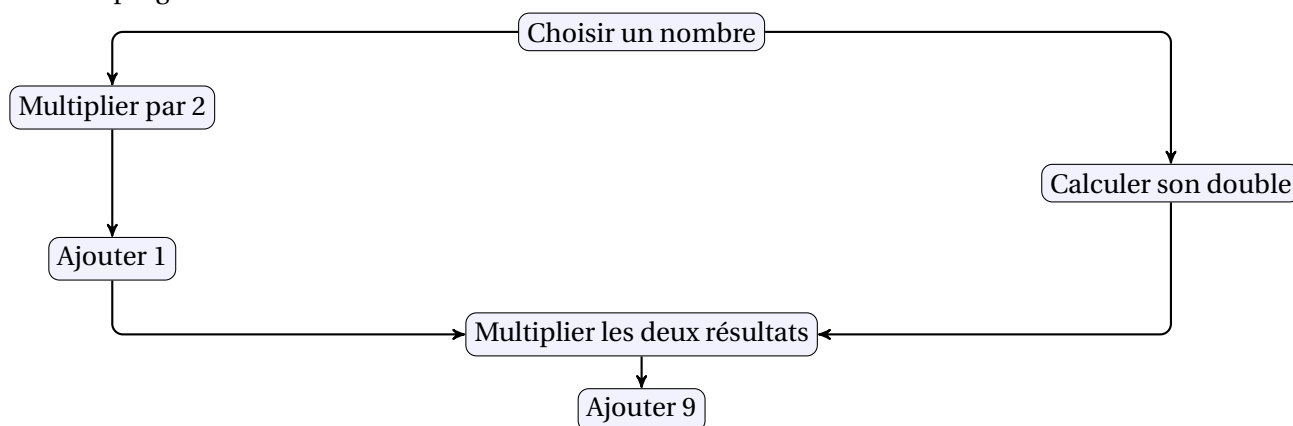 Choisir un nombre
Multiplier par 2
Calculer son double
Ajouter 1
Multiplier les deux résultats
Ajouter 9